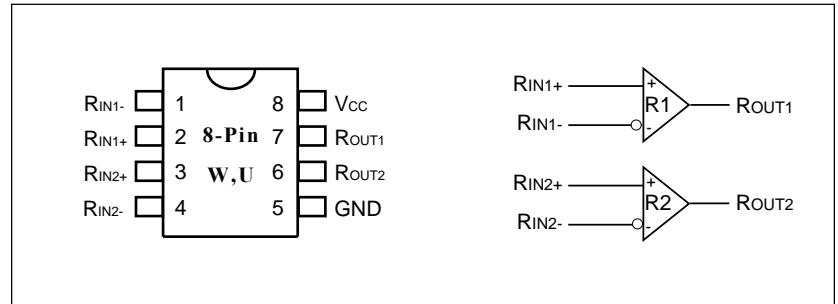 RIN1- 1 8 VCC
RIN1+ 2 8-Pin 7 ROUT1
RIN2+ 3 W,U 6 ROUT2
RIN2- 4 5 GND
RIN1+ + R1 ROUT1
RIN1- -
RIN2+ + R2 ROUT2
RIN2- -